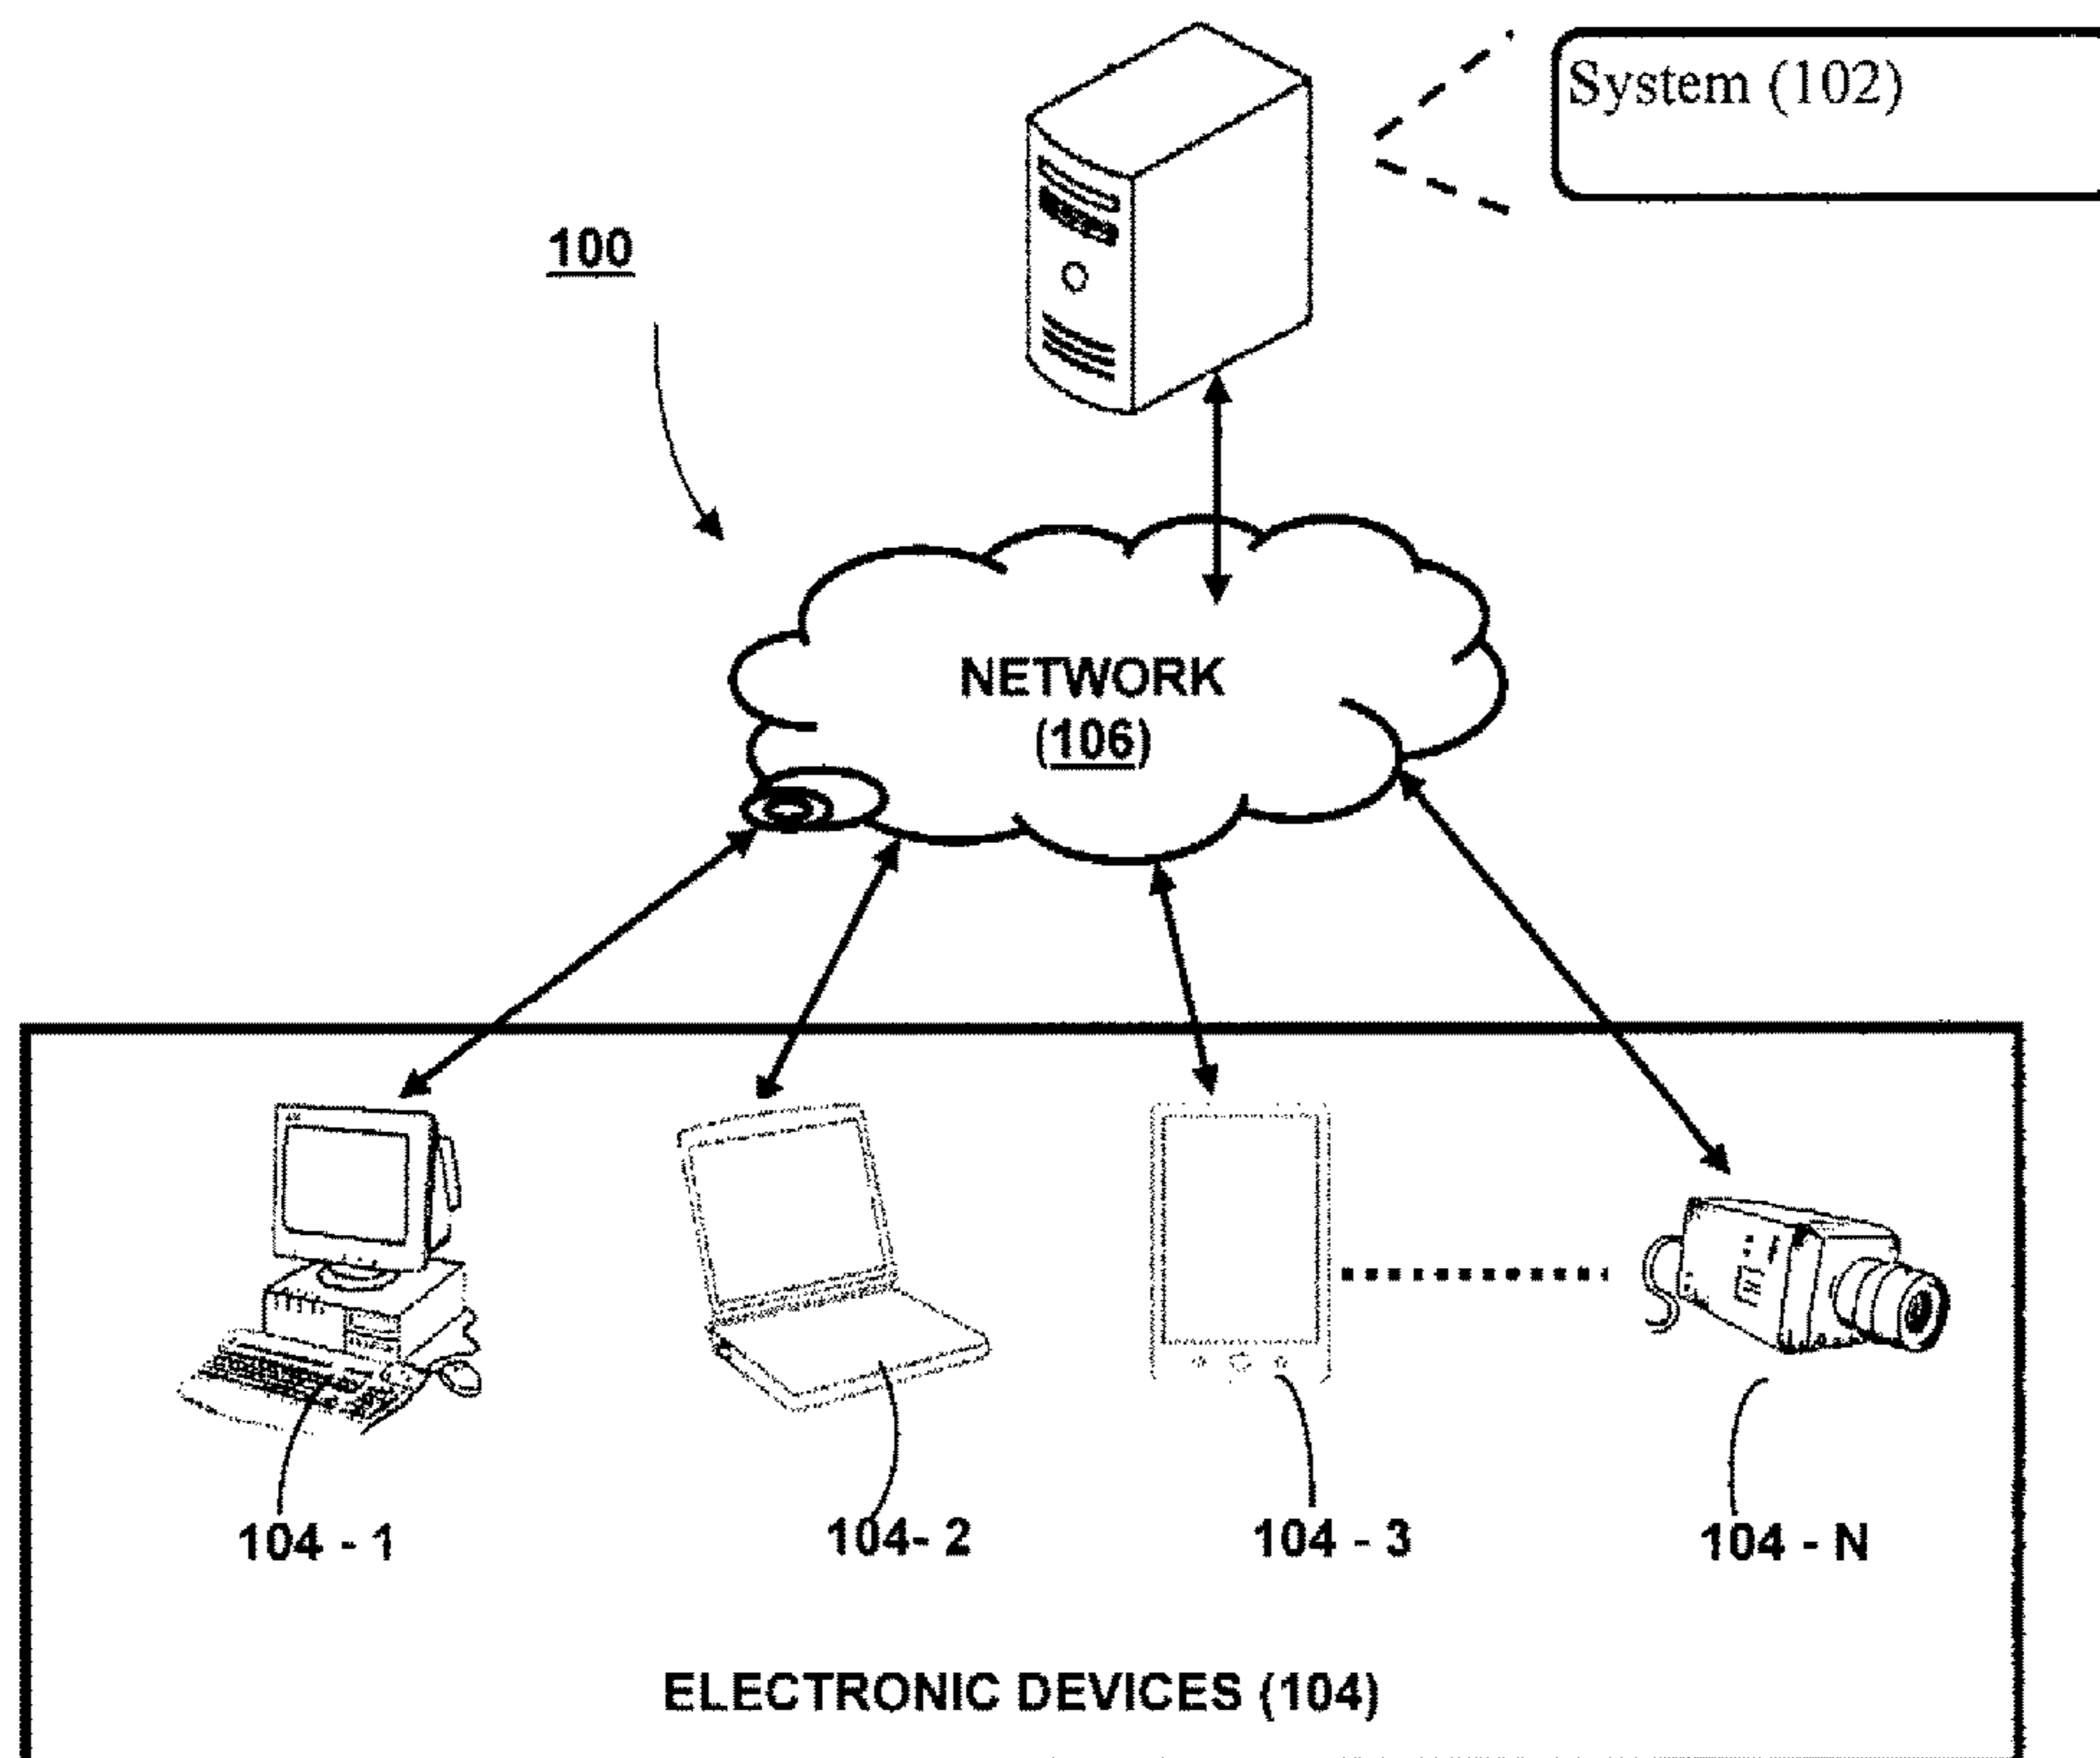 System (102)
100
NETWORK
(106)
104 - 1
104- 2
104 - 3
104 - N
ELECTRONIC DEVICES (104)